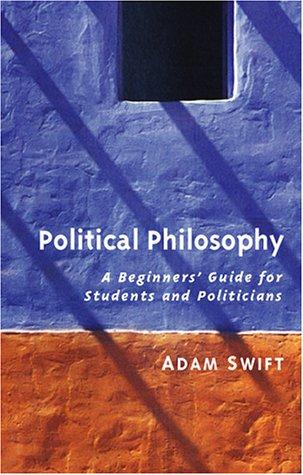 Political Philosophy
A Beginners' Guide for
Students and Politicians
ADAM SWIFT